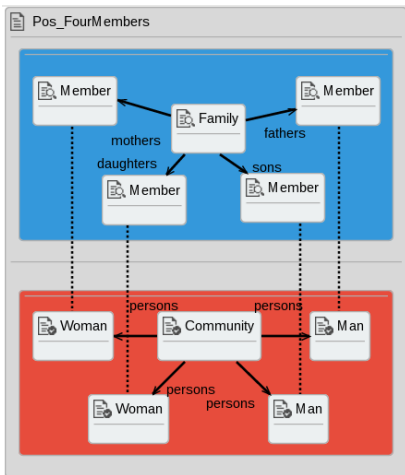 Pos_FourMembers
Member
Member
Family
mothers
fathers
daughters
sons
Member
Member
persons
persons
Woman
Community
Man
persons
persons
Woman
Man